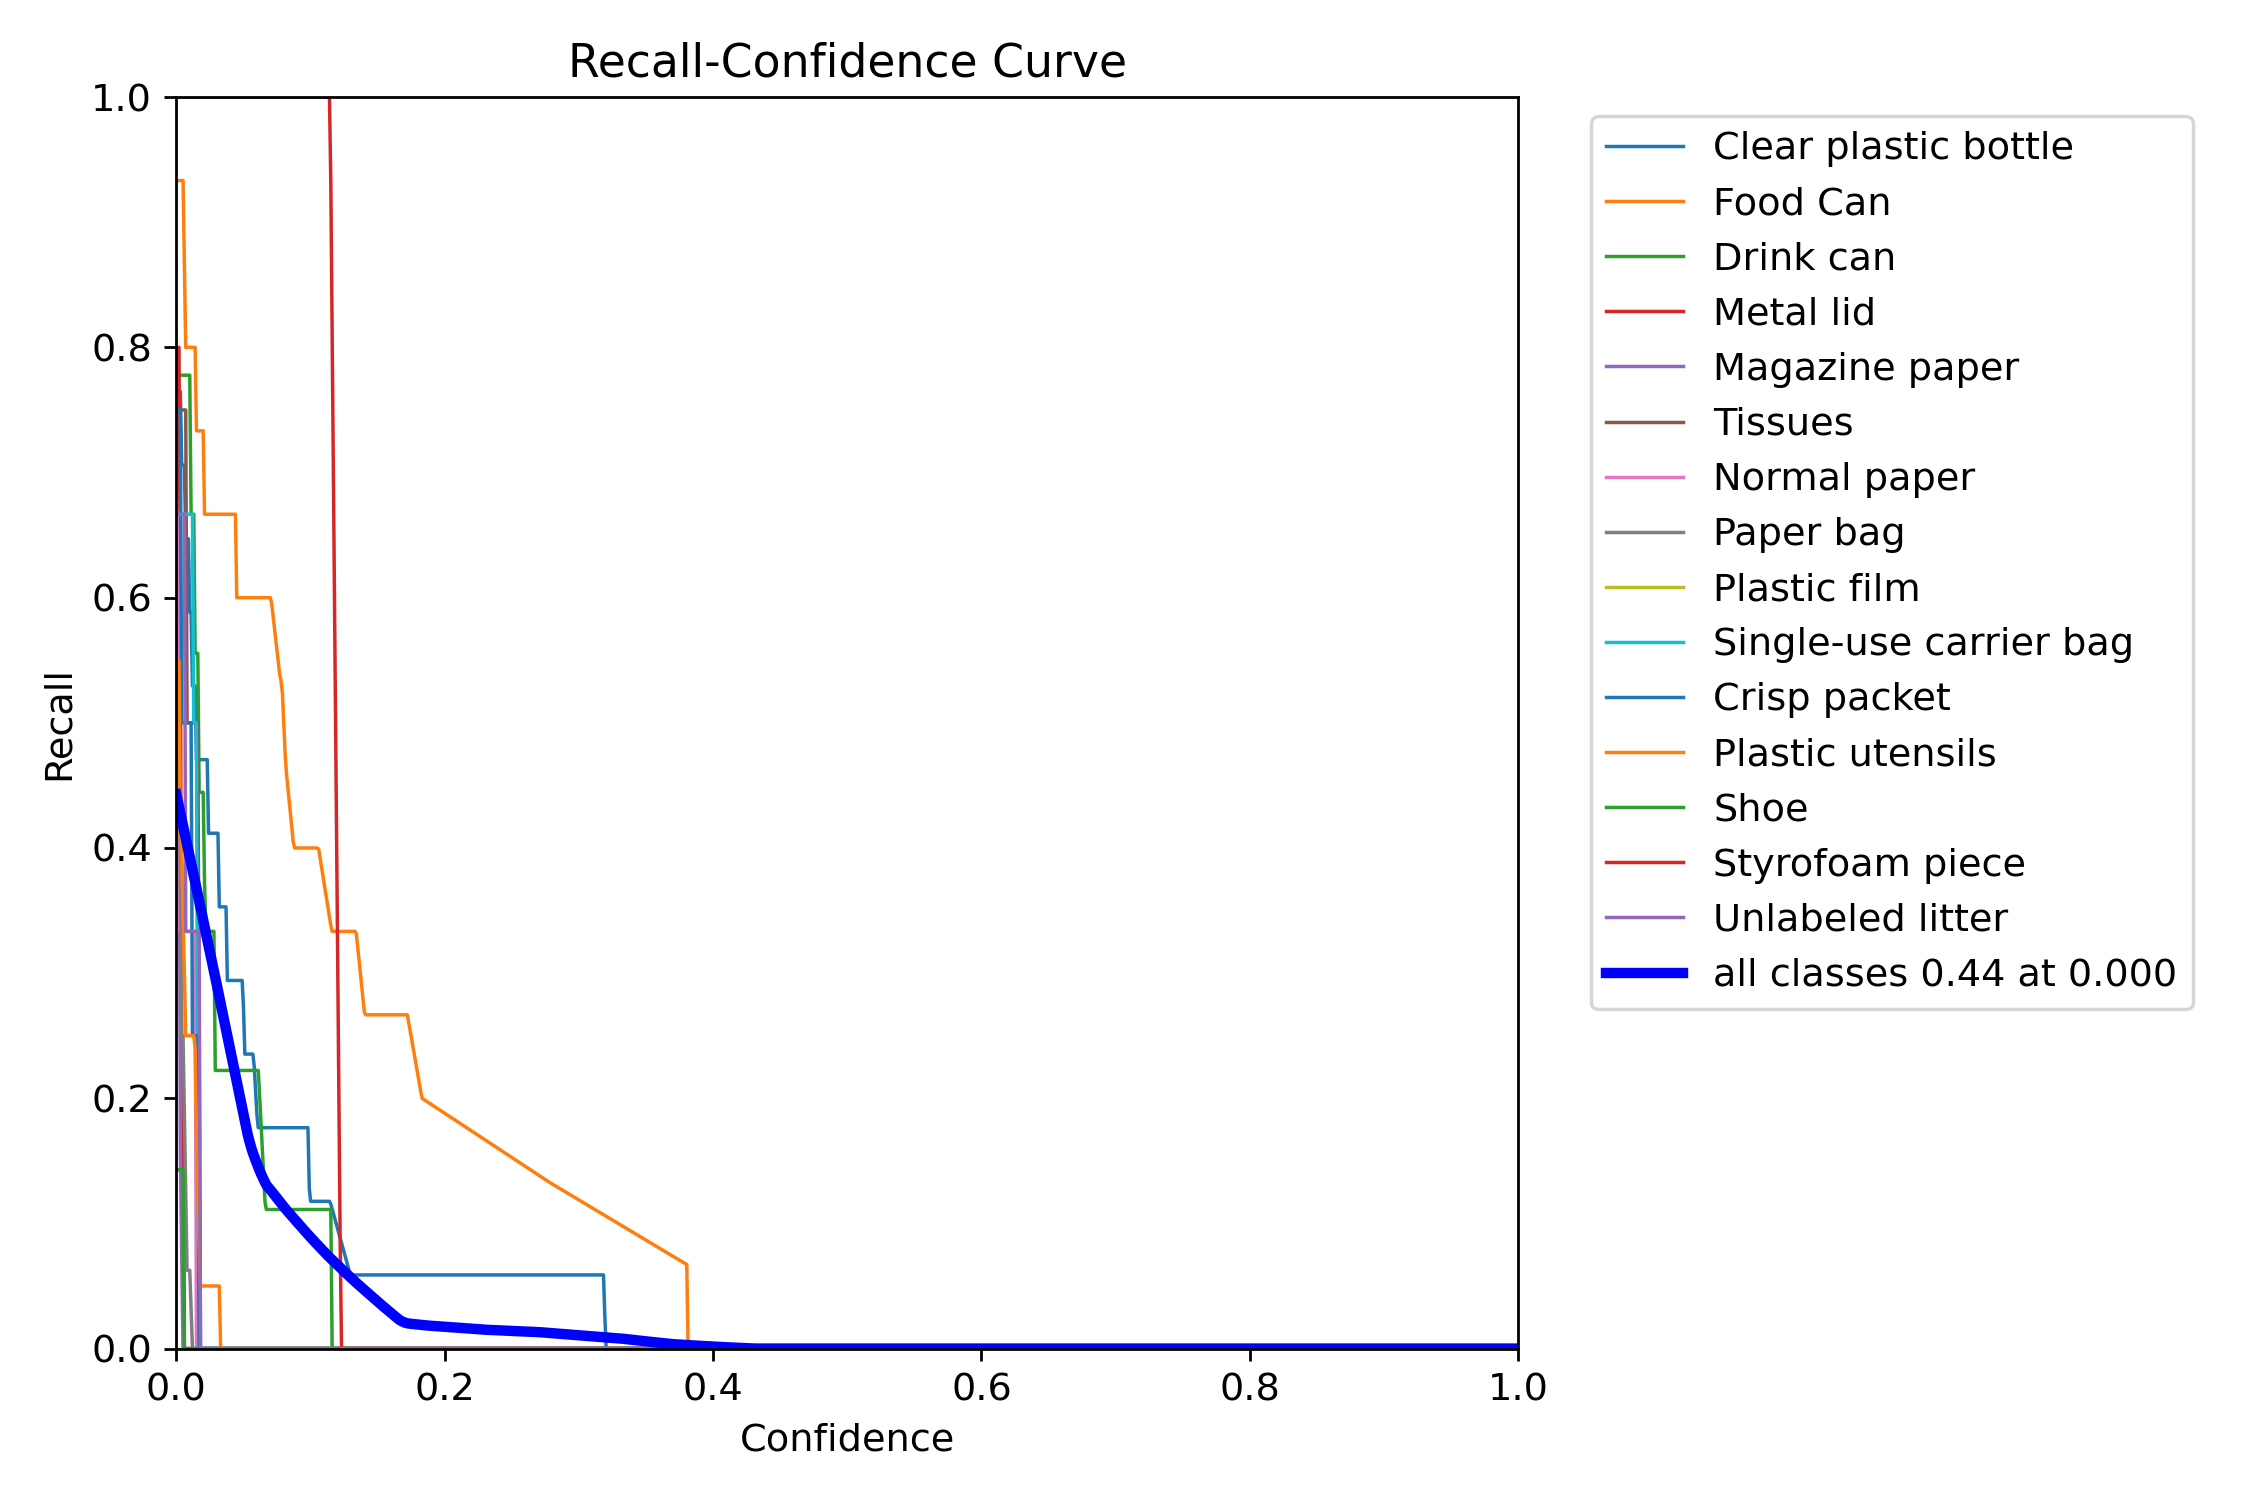 Recall-Confidence Curve
1.0
0.8
0.6
0.4
0.2
0.0
Recall
0.0 0.2 0.4 0.6 0.8 1.0
Confidence
Clear plastic bottle
Food Can
Drink can
Metal lid
Magazine paper
Tissues
Normal paper
Paper bag
Plastic film
Single-use carrier bag
Crisp packet
Plastic utensils
Shoe
Styrofoam piece
Unlabeled litter
all classes 0.44 at 0.000